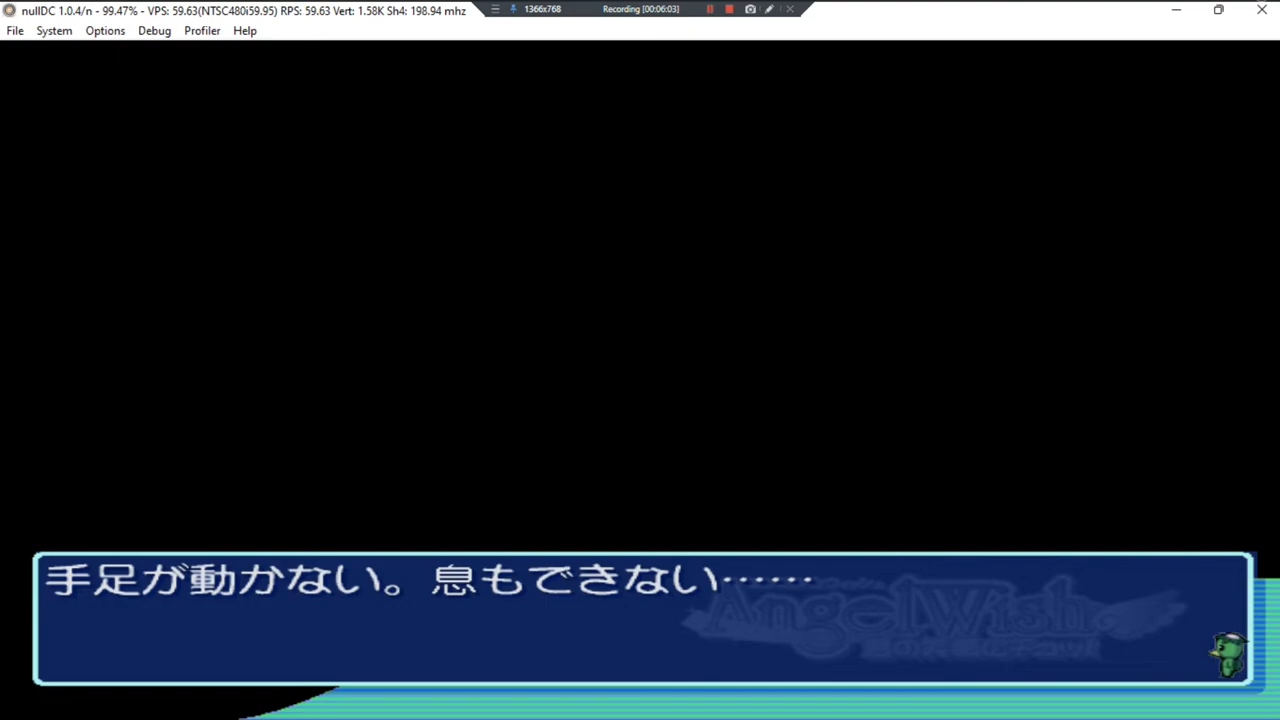 nullDC 1.0.4/n - 99.47% - VPS: 59.63(NTSC480i59.95) RPS: 59.63 Vert: 1.58K Sh4: 198.94 mhz
1366x768
Recording [00:06:03]
File System Options Debug Profiler Help
手足が動かない。息もできない……
AngelWish